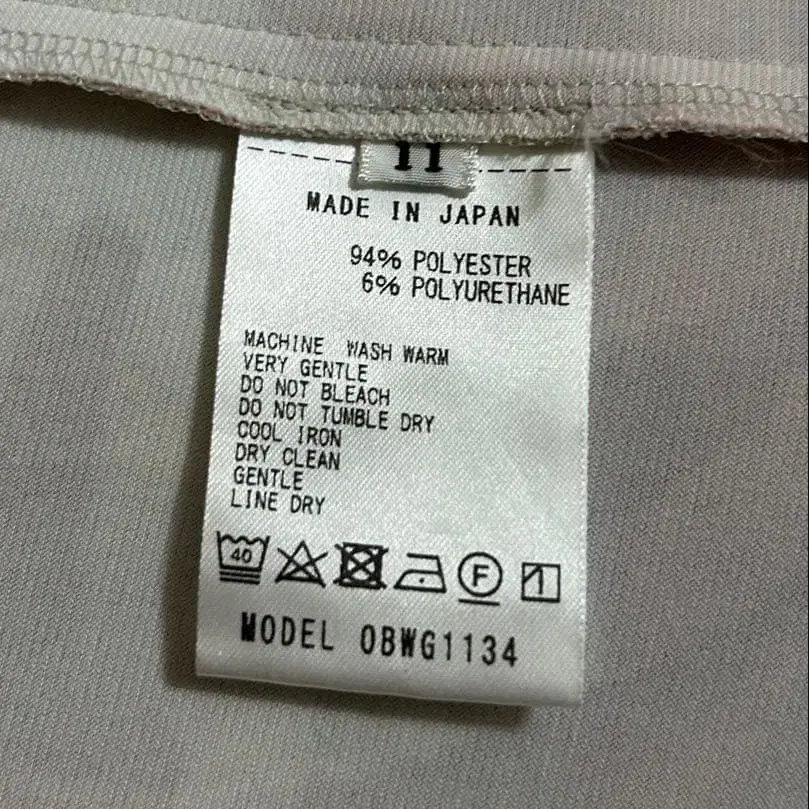 11
MADE IN JAPAN
94% POLYESTER
6% POLYURETHANE
MACHINE WASH WARM
VERY GENTLE
DO NOT BLEACH
DO NOT TUMBLE DRY
COOL IRON
DRY CLEAN
GENTLE
LINE DRY
40 F
MODEL OBWG1134